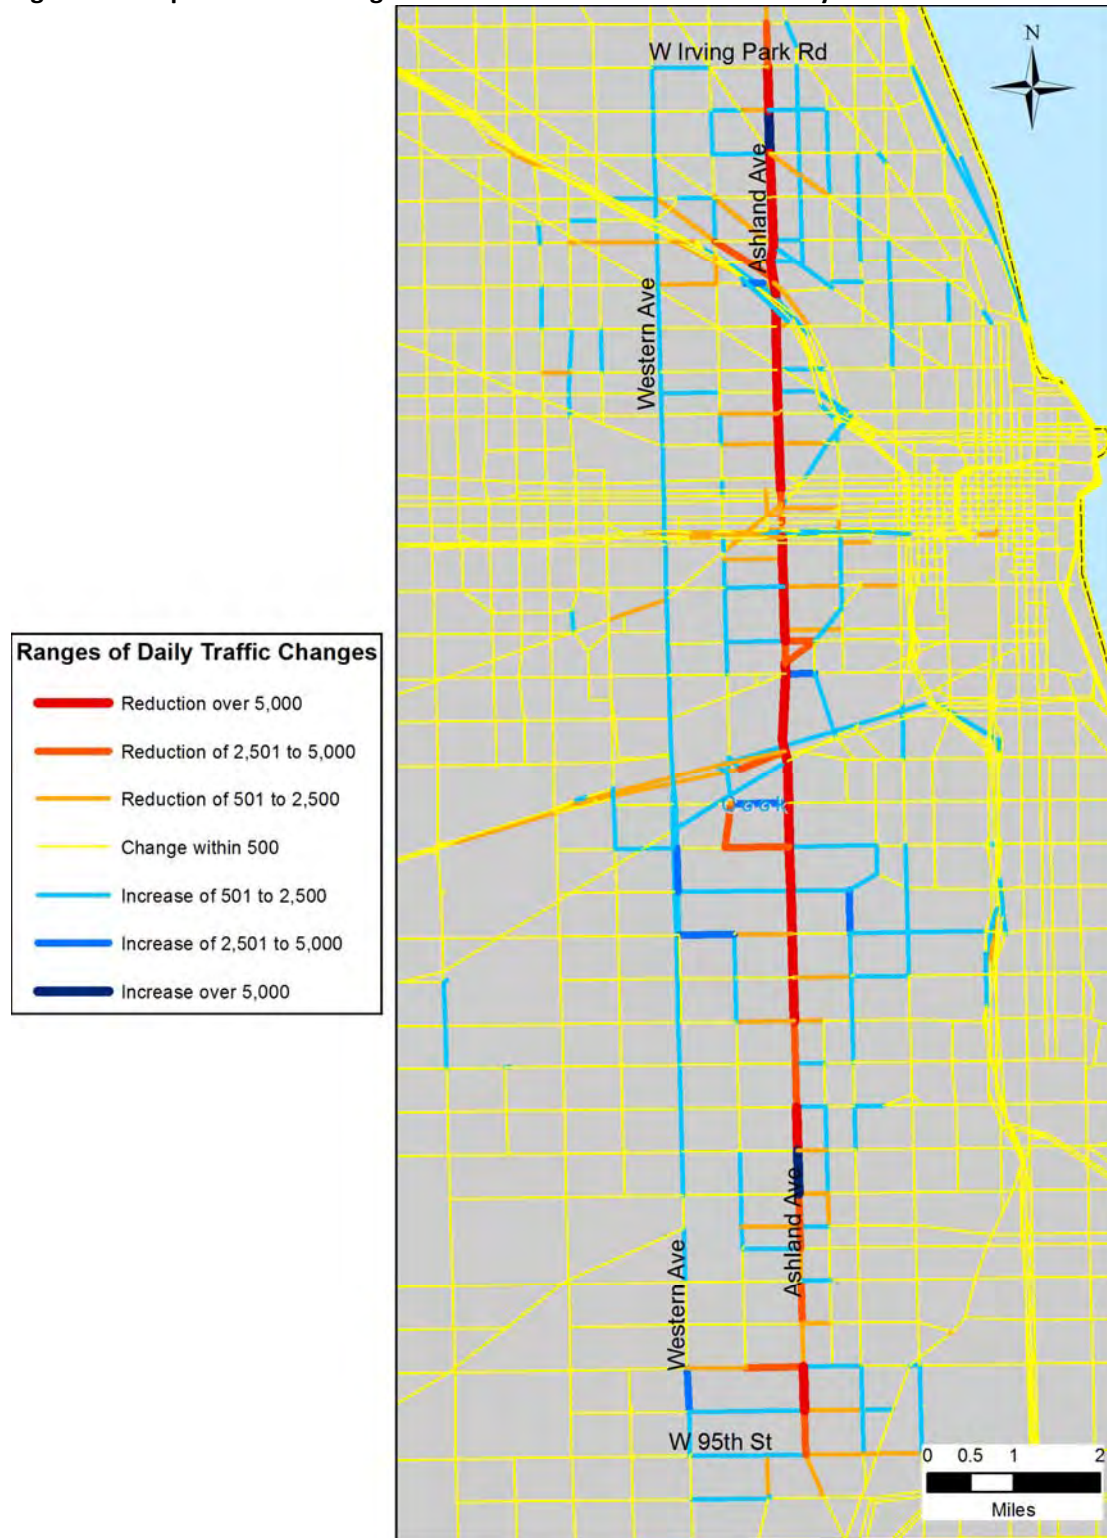 W Irving Park Rd
N
Ashland Ave
Western Ave
Ranges of Daily Traffic Changes
Reduction over 5,000
Reduction of 2,501 to 5,000
Reduction of 501 to 2,500
Change within 500
Increase of 501 to 2,500
Increase of 2,501 to 5,000
Increase over 5,000
Cook
Ashland Ave
Western Ave
W 95th St
0 0.5 1 2
Miles